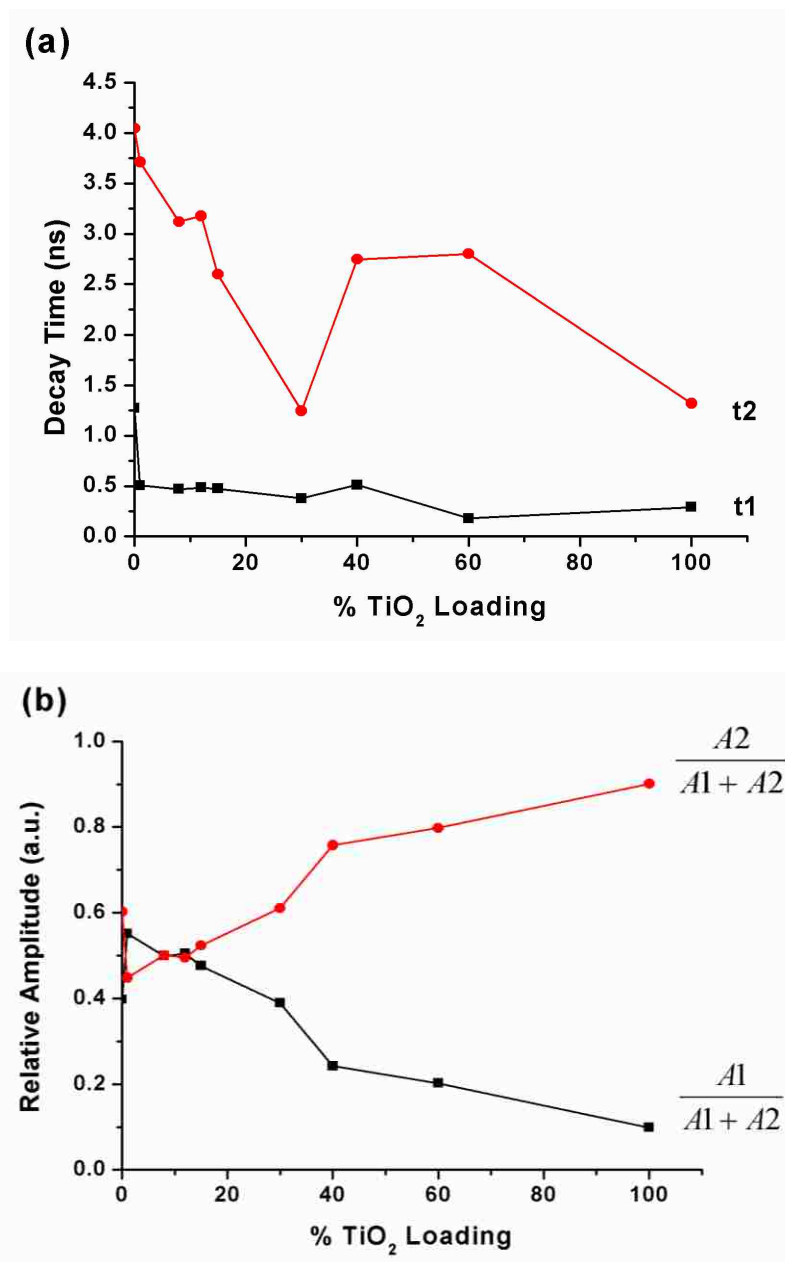 (a)
4.5
4.0
3.5
3.0
2.5
2.0
1.5
1.0
0.5
0.0
Decay Time (ns)
t2
t1
0 20 40 60 80 100
% TiO₂ Loading
(b)
1.0
0.8
0.6
0.4
0.2
0.0
Relative Amplitude (a.u.)
A2
A1 + A2
A1
A1 + A2
0 20 40 60 80 100
% TiO₂ Loading